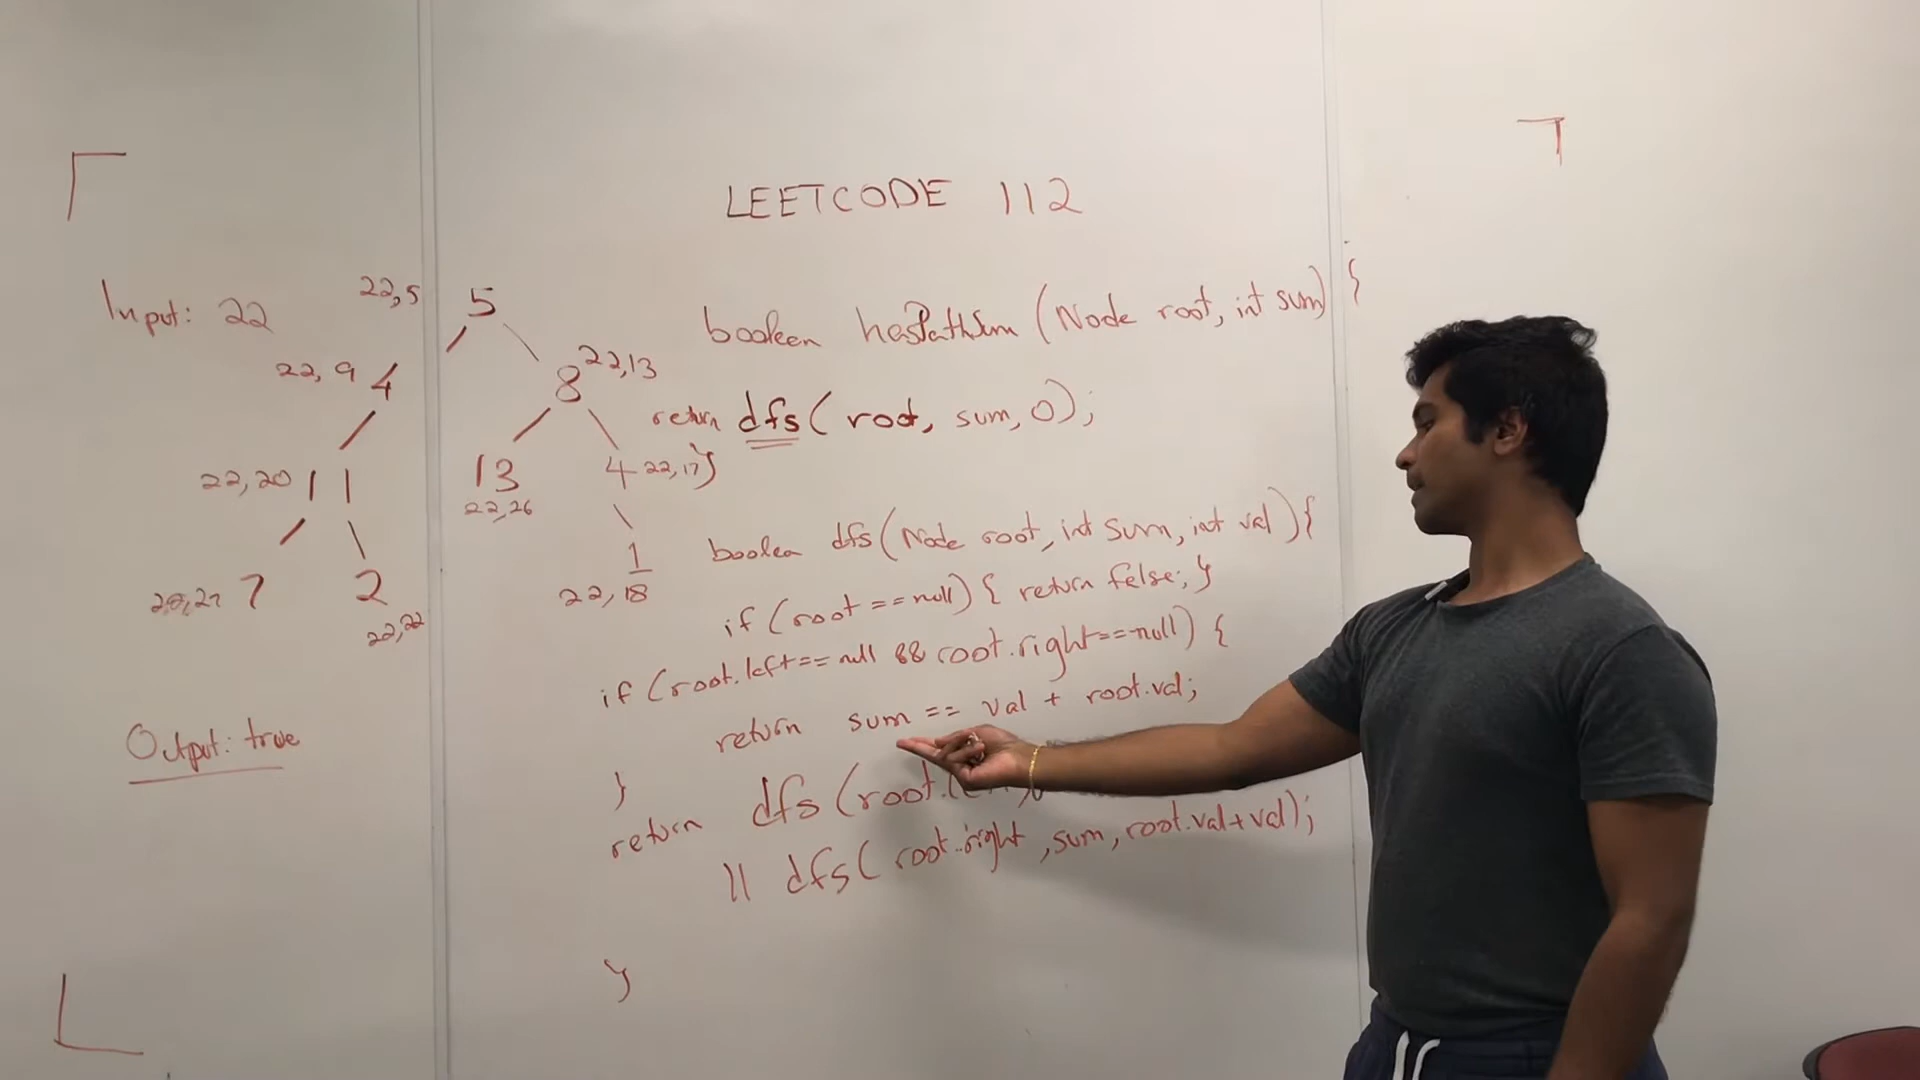 LEETCODE 112
Input: 22
22,5 5
22,9 4
8 22,13
22,20 11
13
22,26
4 22,17
7
2
22,22
1
22,18
Output: true
boolean hasPathSum (Node root, int sum) {
return dfs( root, sum, 0);
}
boolean dfs(Node root, int sum, int val){
if (root == null) { return false; }
if (root.left == null && root.right == null) {
return sum == val + root.val;
}
return dfs (root.
|| dfs( root.right , sum, root.val + val);
}